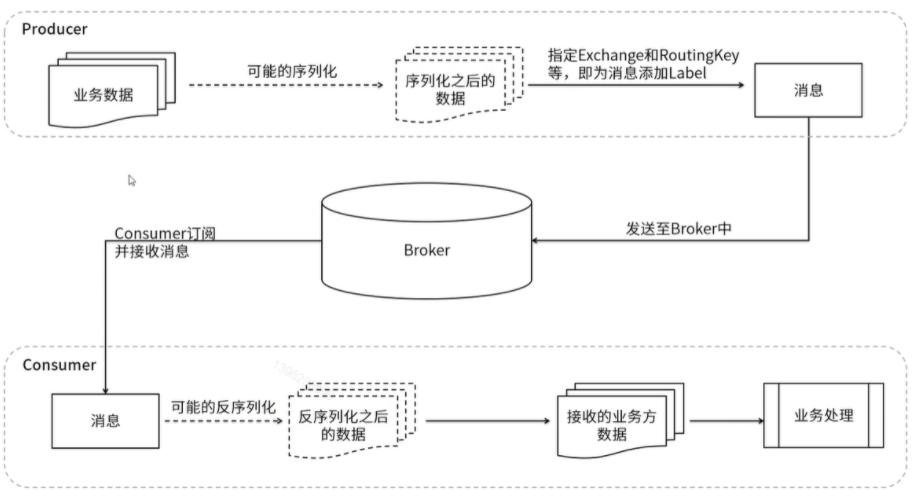 Producer
业务数据
可能的序列化
序列化之后的
数据
指定Exchange和RoutingKey
等，即为消息添加Label
消息
发送至Broker中
Broker
Consumer订阅
并接收消息
Consumer
消息
可能的反序列化
反序列化之后
的数据
接收的业务方
数据
业务处理